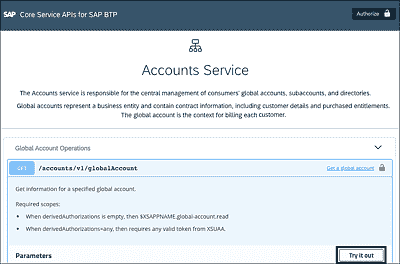 SAP Core Service APIs for SAP BTP
Authorize
Accounts Service
The Accounts service is responsible for the central management of consumers' global accounts, subaccounts, and directories.
Global accounts represent a business entity and contain contract information, including customer details and purchased entitlements.
The global account is the context for billing each customer.
Global Account Operations
GET /accounts/v1/globalAccount
Get a global account
Get information for a specified global account.
Required scopes:
• When derivedAuthorizations is empty, then $XSAPPNAME.global-account.read
• When derivedAuthorizations=any, then requires any valid token from XSUAA.
Parameters
Try it out